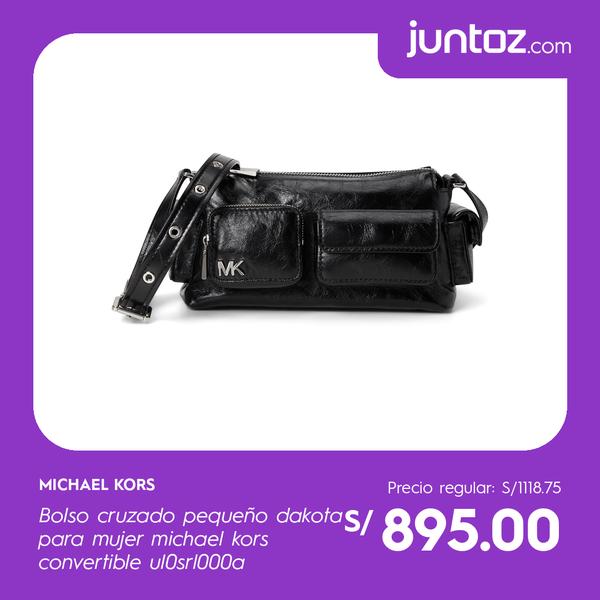 juntoz.com
MK
MICHAEL KORS
Bolso cruzado pequeño dakota
para mujer michael kors
convertible ul0srl000a
Precio regular: S/1118.75
S/ 895.00